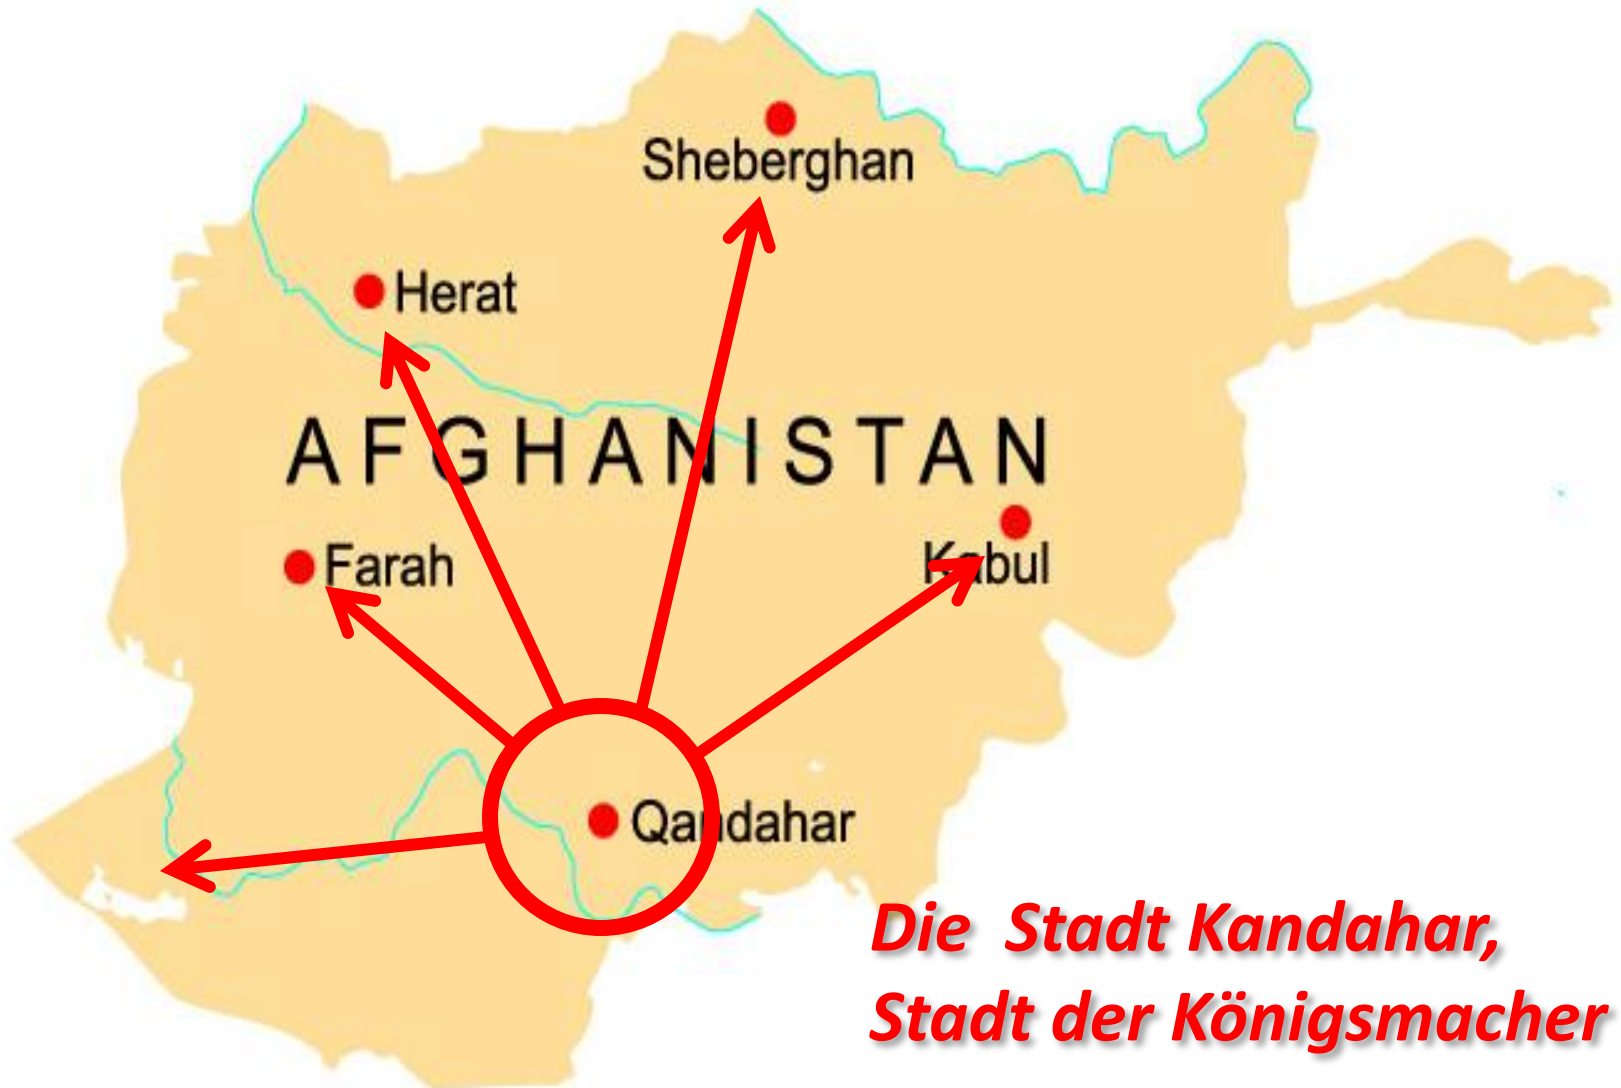 Sheberghan
Herat
AFGHANISTAN
Kabul
Farah
Qandahar
Die Stadt Kandahar,
Stadt der Königsmacher